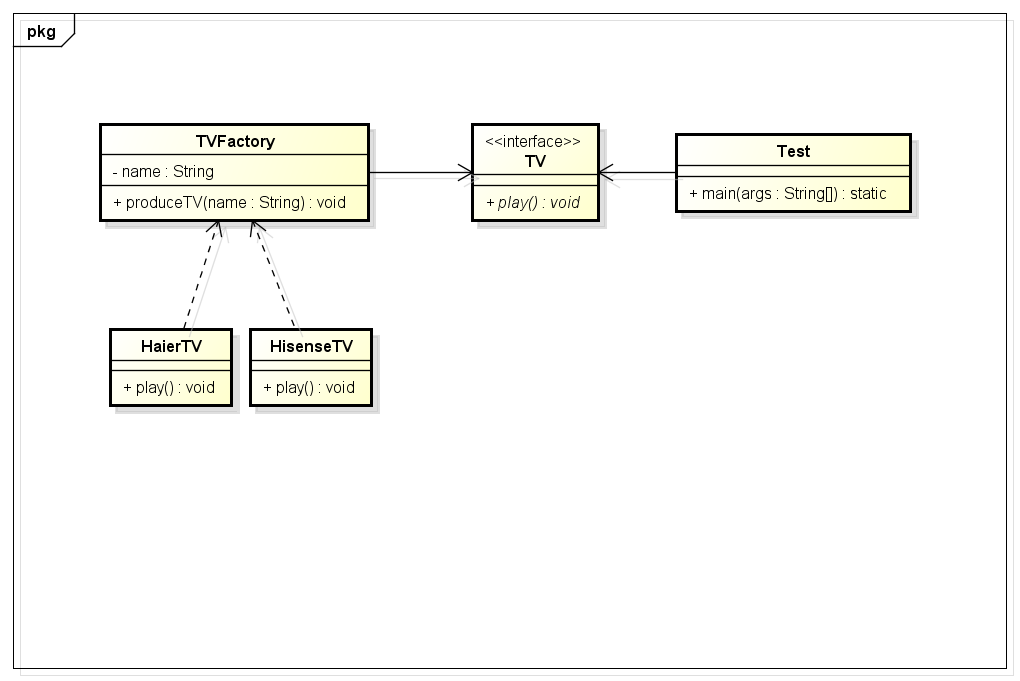 pkg
TVFactory
- name : String
+ produceTV(name : String) : void
<<interface>>
TV
+ play() : void
Test
+ main(args : String[]) : static
HaierTV
+ play() : void
HisenseTV
+ play() : void